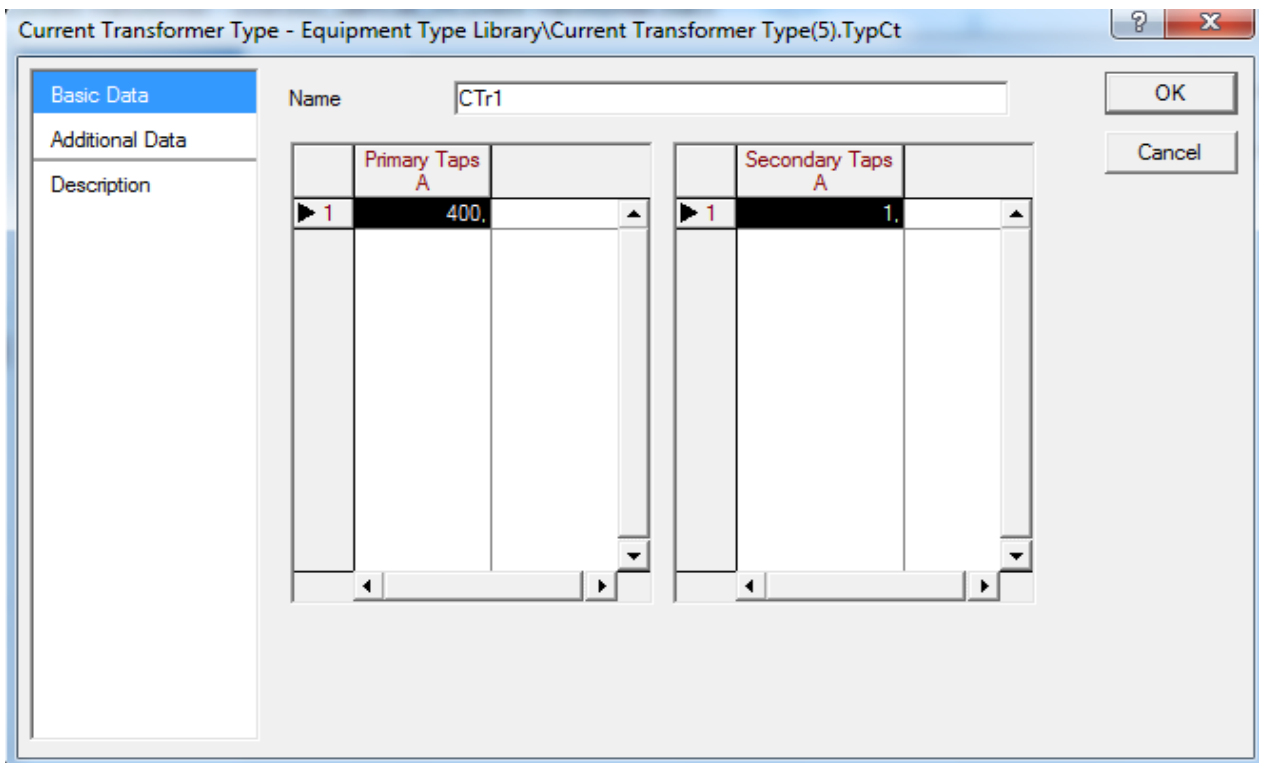 Current Transformer Type - Equipment Type Library\Current Transformer Type(5).TypCt
Basic Data
Additional Data
Description
Name CTr1
OK
Cancel
Primary Taps
A
1 400,
Secondary Taps
A
1 1,